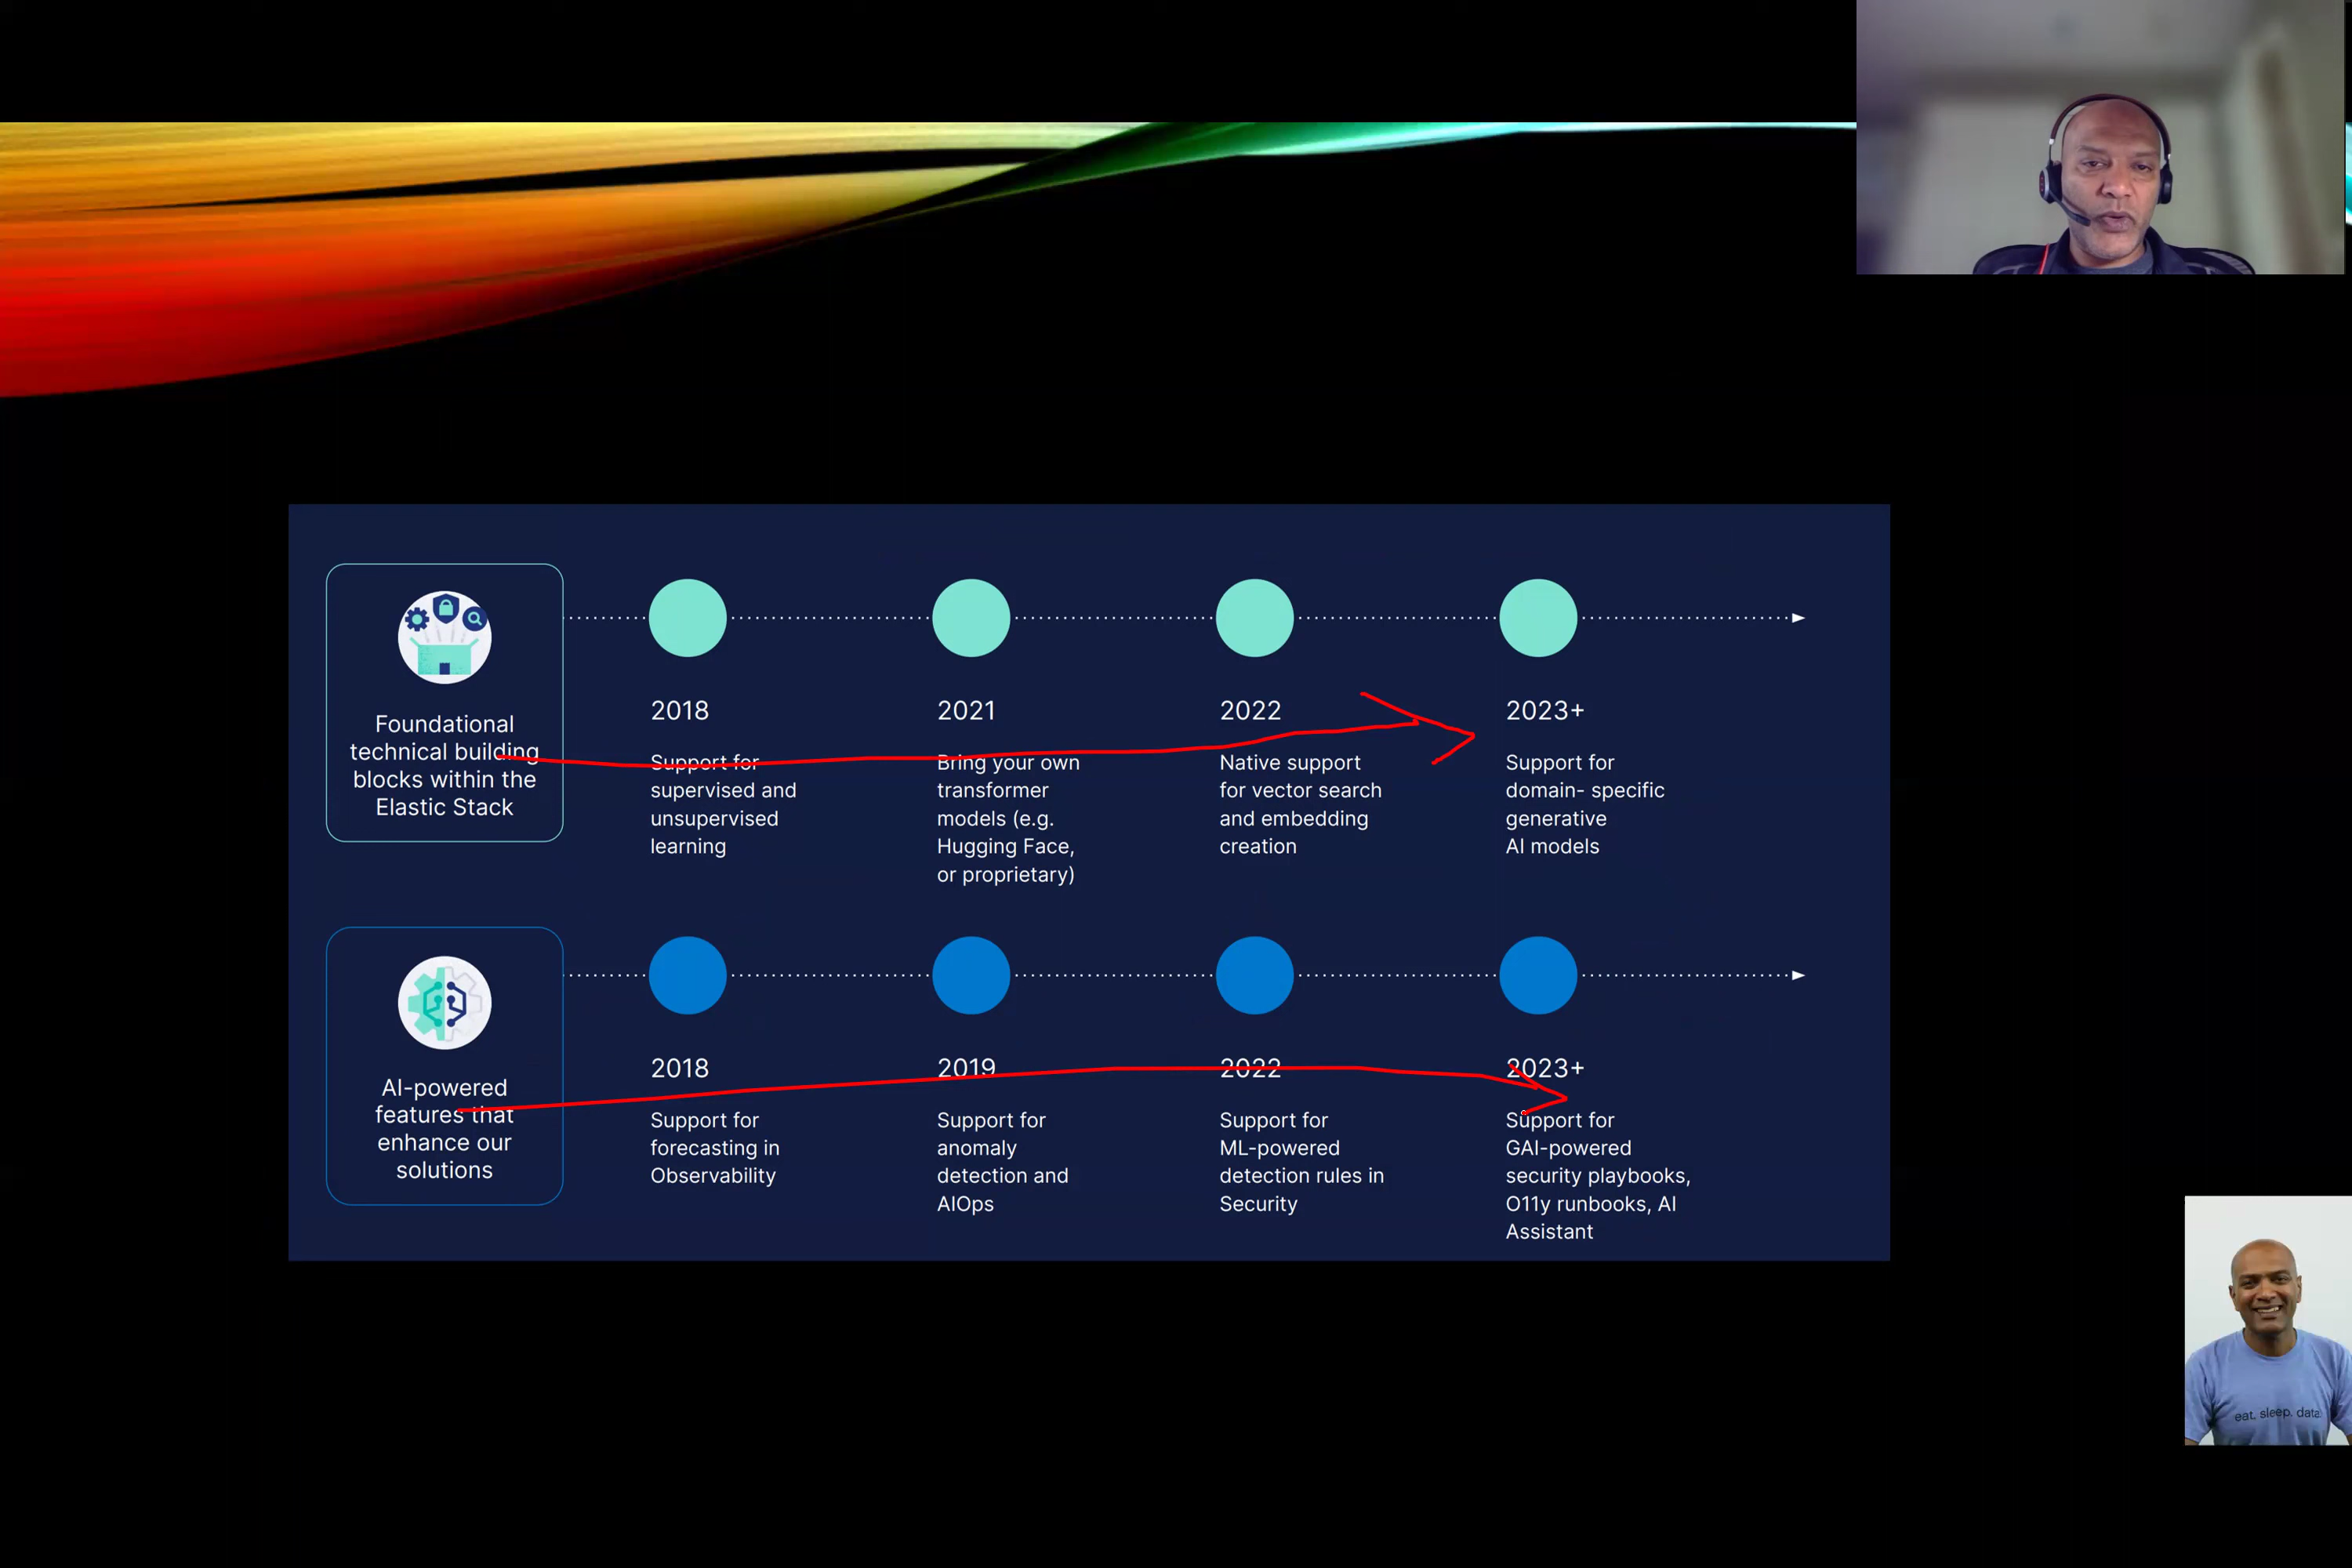 Foundational
technical building
blocks within the
Elastic Stack
2018
Support for
supervised and
unsupervised
learning
2021
Bring your own
transformer
models (e.g.
Hugging Face,
or proprietary)
2022
Native support
for vector search
and embedding
creation
2023+
Support for
domain- specific
generative
AI models
AI-powered
features that
enhance our
solutions
2018
Support for
forecasting in
Observability
2019
Support for
anomaly
detection and
AIOps
2022
Support for
ML-powered
detection rules in
Security
2023+
Support for
GAI-powered
security playbooks,
O11y runbooks, AI
Assistant
eat. sleep. data